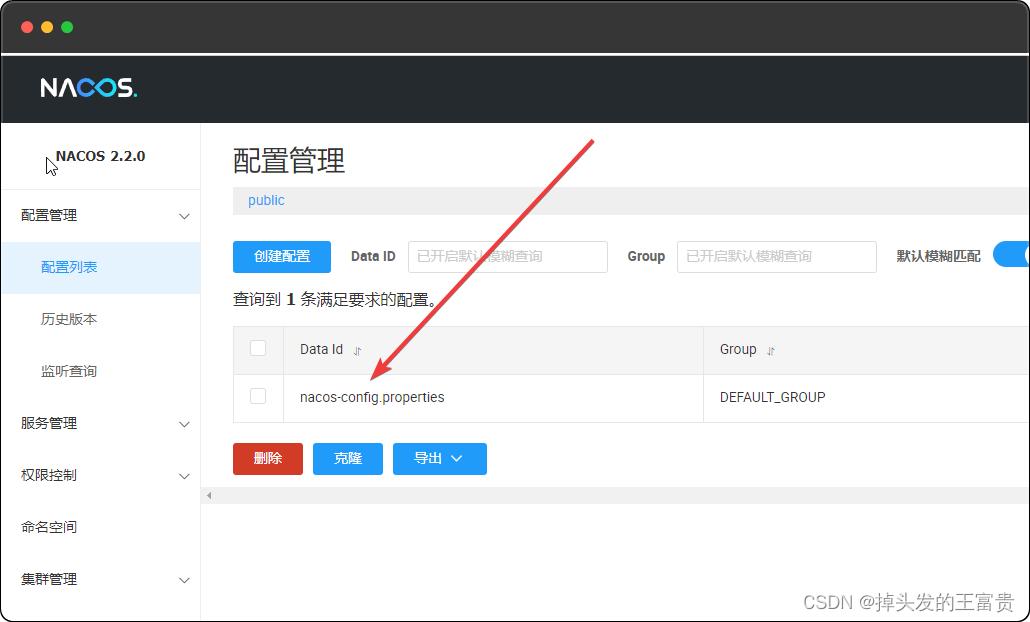 NACOS.
NACOS 2.2.0
配置管理
配置列表
历史版本
监听查询
服务管理
权限控制
命名空间
集群管理
配置管理
public
创建配置 Data ID 已开启默认模糊查询 Group 已开启默认模糊查询 默认模糊匹配
查询到 1 条满足要求的配置。
Data Id Group
nacos-config.properties DEFAULT_GROUP
删除 克隆 导出
CSDN @掉头发的王富贵